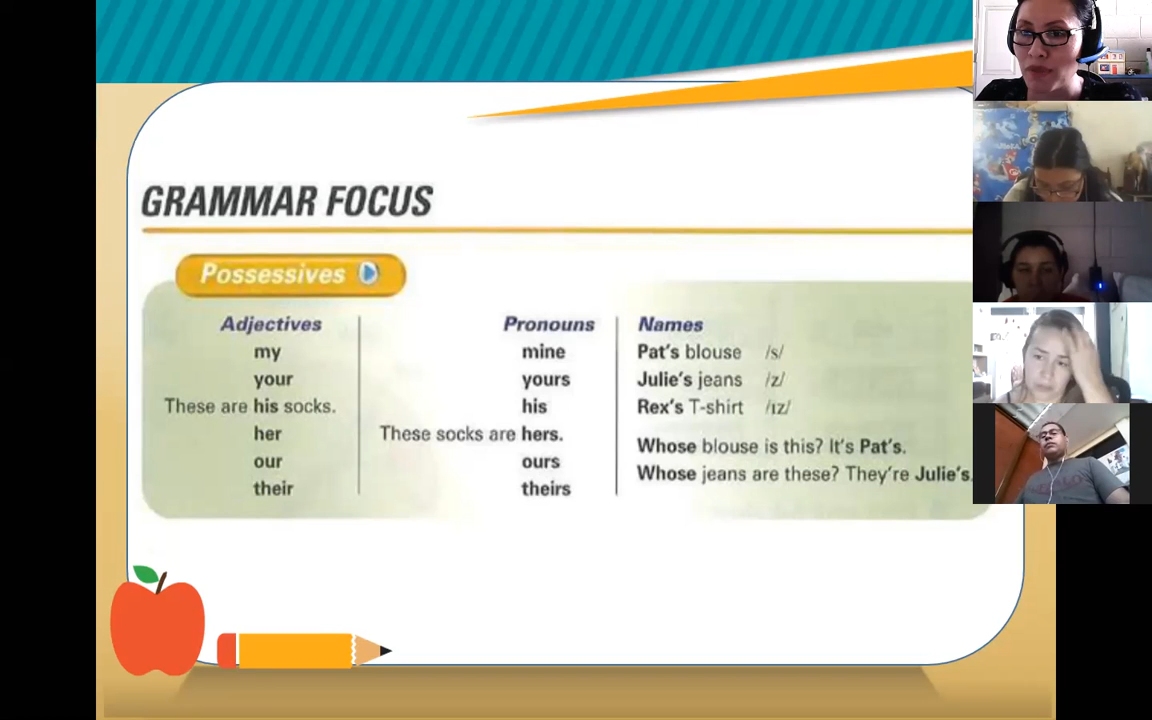 GRAMMAR FOCUS
Possessives
Adjectives
my
your
These are his socks.
her
our
their
Pronouns
mine
yours
his
These socks are hers.
ours
theirs
Names
Pat's blouse /s/
Julie's jeans /z/
Rex's T-shirt /ɪz/
Whose blouse is this? It's Pat's.
Whose jeans are these? They're Julie's.